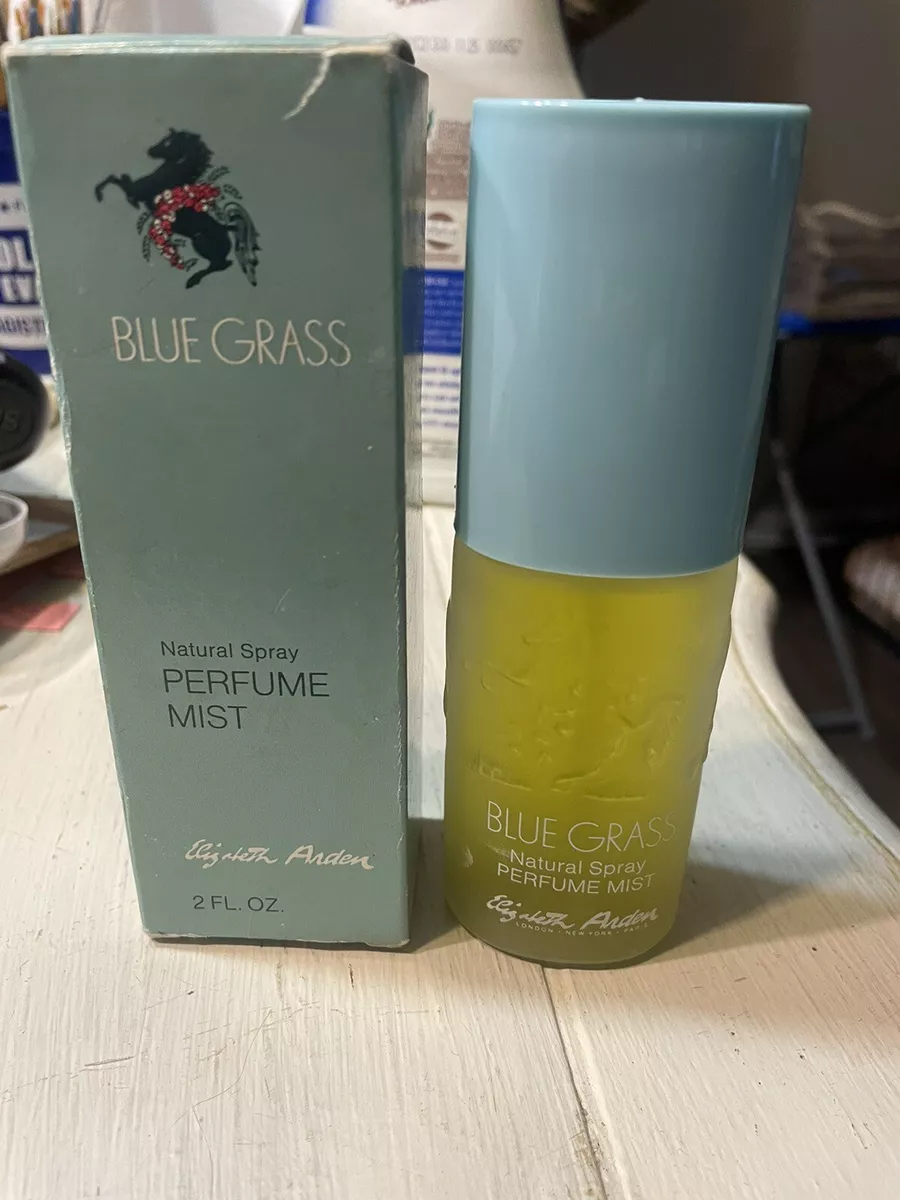 BLUE GRASS
Natural Spray
PERFUME
MIST
Elizabeth Arden
2 FL. OZ.
BLUE GRASS
Natural Spray
PERFUME MIST
Elizabeth Arden
LONDON · NEW YORK · PARIS